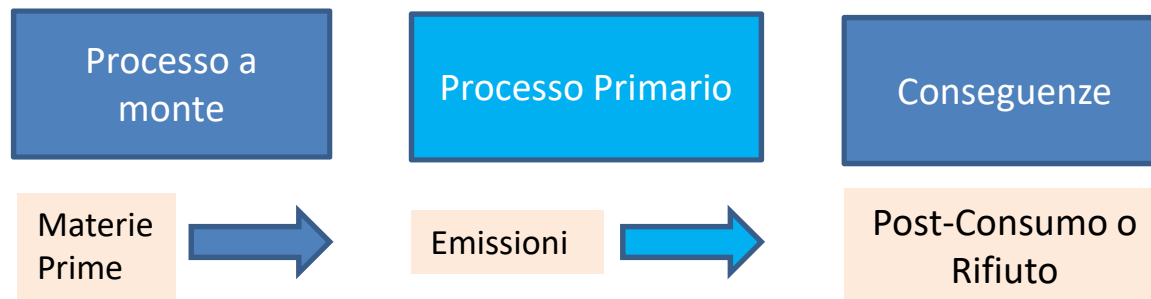 Processo a
monte
Processo Primario
Conseguenze
Materie
Prime
Emissioni
Post-Consumo o
Rifiuto